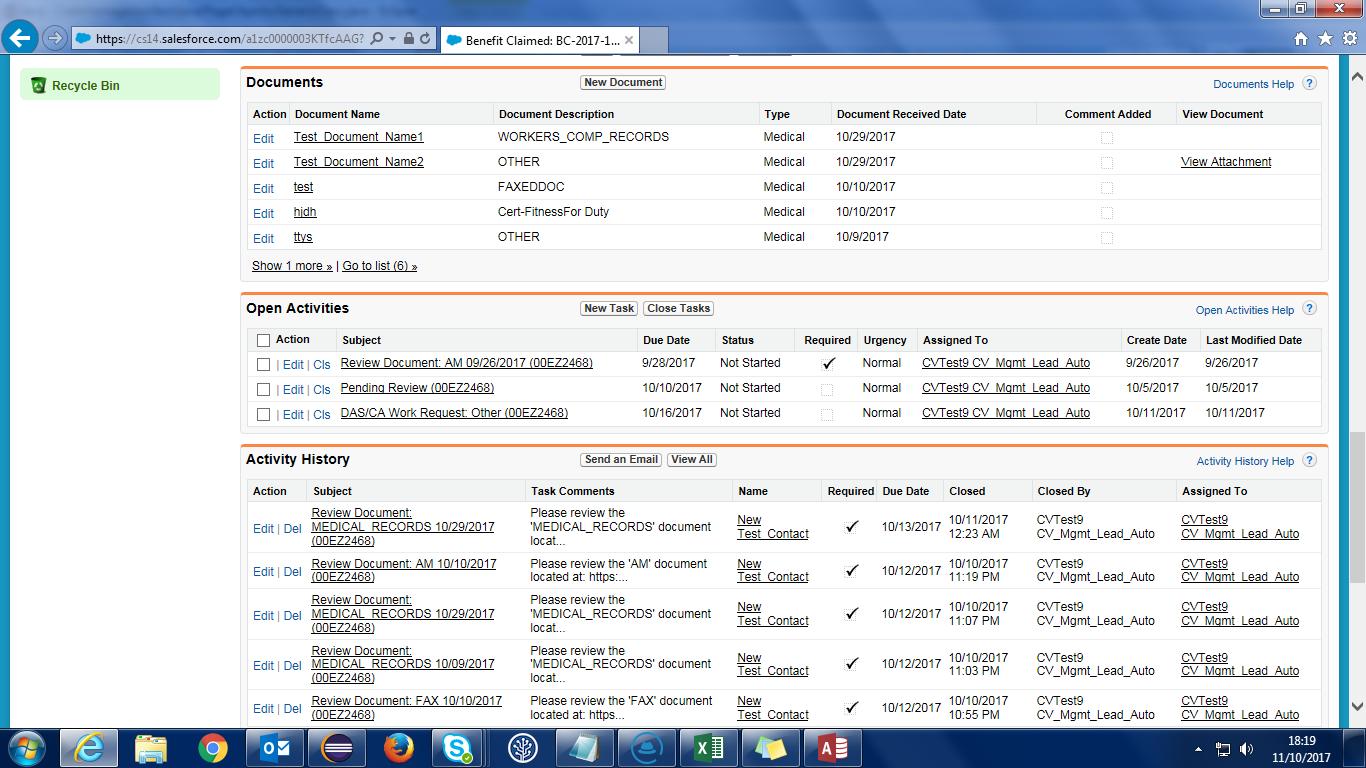 https://cs14.salesforce.com/a1zc0000003KTfcAAG?
Benefit Claimed: BC-2017-1...
Recycle Bin
Documents New Document Documents Help ?
Action Document Name Document Description Type Document Received Date Comment Added View Document
Edit Test_Document_Name1 WORKERS_COMP_RECORDS Medical 10/29/2017
Edit Test_Document_Name2 OTHER Medical 10/29/2017 View Attachment
Edit test FAXEDDOC Medical 10/10/2017
Edit hjdh Cert-FitnessFor Duty Medical 10/10/2017
Edit ttys OTHER Medical 10/9/2017
Show 1 more » | Go to list (6) »
Open Activities New Task Close Tasks Open Activities Help ?
Action Subject Due Date Status Required Urgency Assigned To Create Date Last Modified Date
| Edit | Cls Review Document: AM 09/26/2017 (00EZ2468) 9/28/2017 Not Started Normal CVTest9 CV_Mgmt_Lead_Auto 9/26/2017 9/26/2017
| Edit | Cls Pending Review (00EZ2468) 10/10/2017 Not Started Normal CVTest9 CV_Mgmt_Lead_Auto 10/5/2017 10/5/2017
| Edit | Cls DAS/CA Work Request: Other (00EZ2468) 10/16/2017 Not Started Normal CVTest9 CV_Mgmt_Lead_Auto 10/11/2017 10/11/2017
Activity History Send an Email View All Activity History Help ?
Action Subject Task Comments Name Required Due Date Closed Closed By Assigned To
Review Document: Please review the
Edit | Del MEDICAL_RECORDS 10/29/2017 'MEDICAL_RECORDS' document New Test_Contact 10/13/2017 10/11/2017 12:23 AM CVTest9 CV_Mgmt_Lead_Auto CVTest9 CV_Mgmt_Lead_Auto
(00EZ2468) locat...
Edit | Del Review Document: AM 10/10/2017 Please review the 'AM' document New 10/12/2017 10/10/2017 CVTest9 CVTest9
(00EZ2468) located at: https:... Test_Contact 11:19 PM CV_Mgmt_Lead_Auto CV_Mgmt_Lead_Auto
Review Document: Please review the
Edit | Del MEDICAL_RECORDS 10/29/2017 'MEDICAL_RECORDS' document New Test_Contact 10/12/2017 10/10/2017 11:07 PM CVTest9 CV_Mgmt_Lead_Auto CVTest9 CV_Mgmt_Lead_Auto
(00EZ2468) locat...
Review Document: Please review the
Edit | Del MEDICAL_RECORDS 10/09/2017 'MEDICAL_RECORDS' document New Test_Contact 10/12/2017 10/10/2017 11:03 PM CVTest9 CV_Mgmt_Lead_Auto CVTest9 CV_Mgmt_Lead_Auto
(00EZ2468) locat...
Edit | Del Review Document: FAX 10/10/2017 Please review the 'FAX' document New 10/12/2017 10/10/2017 CVTest9 CVTest9
(00EZ2468) located at: https... Test_Contact 10:55 PM CV_Mgmt_Lead_Auto CV_Mgmt_Lead_Auto
18:19
11/10/2017